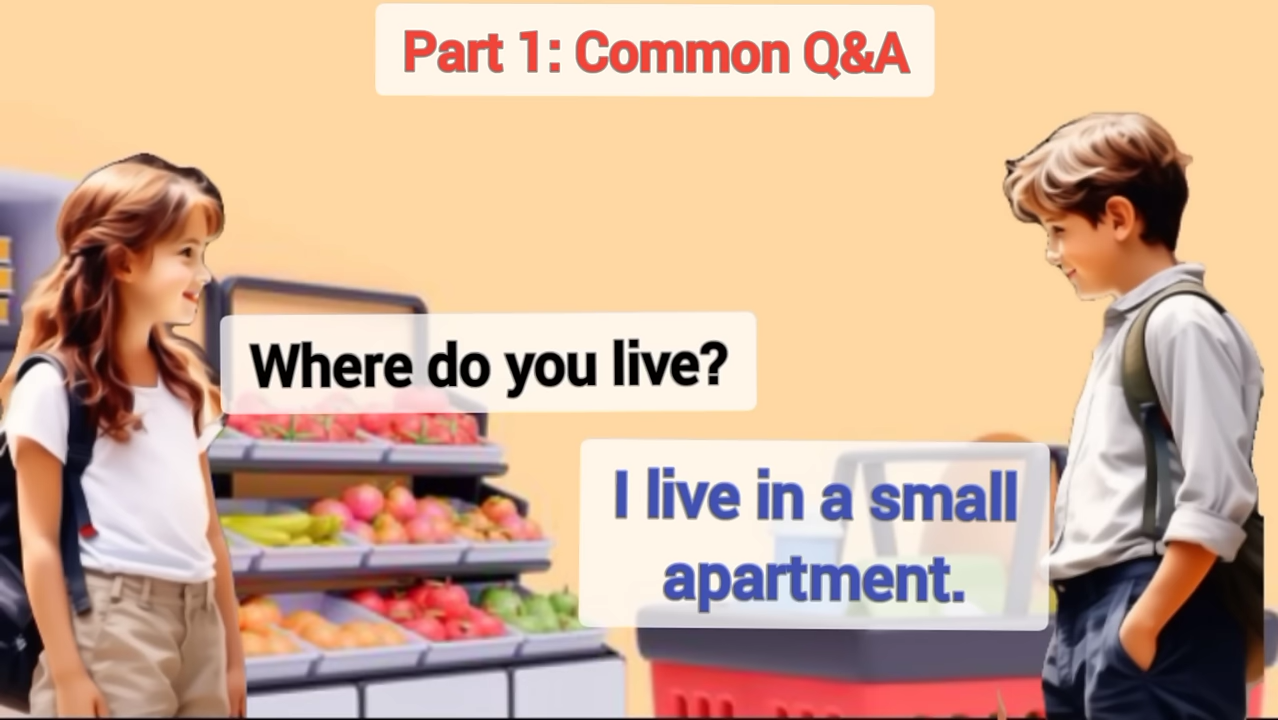 Part 1: Common Q&A
Where do you live?
I live in a small
apartment.